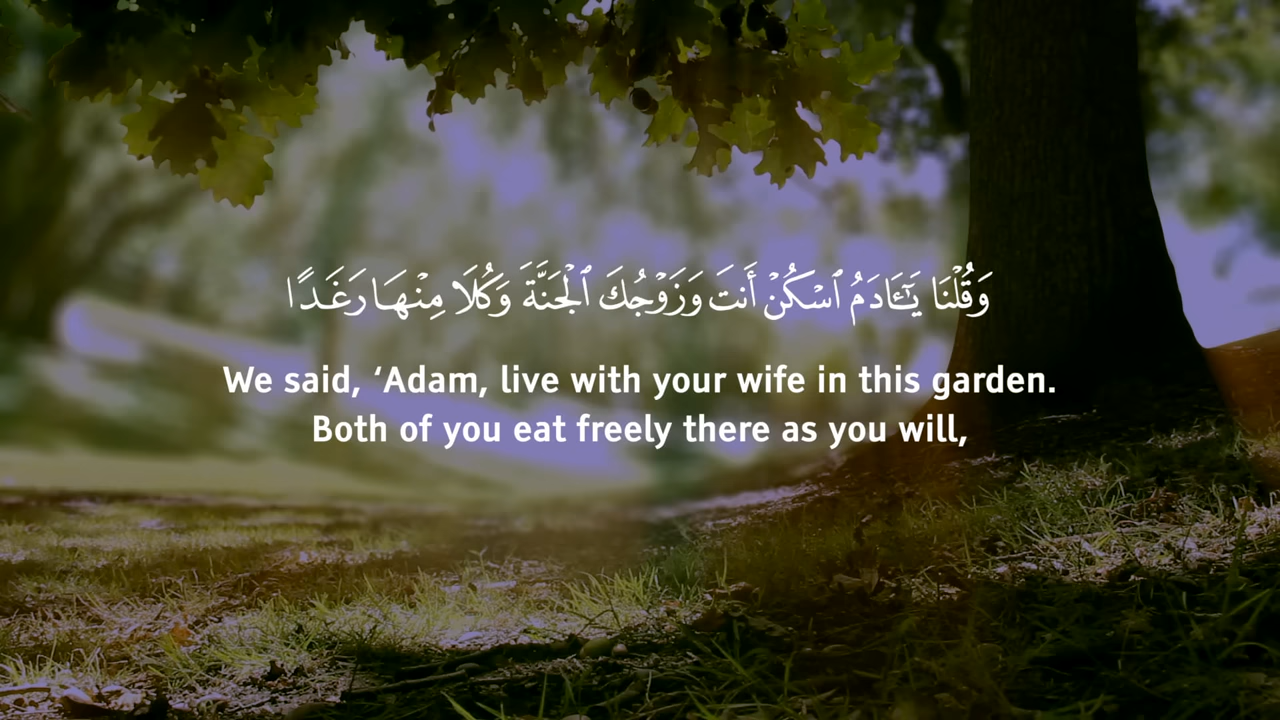 وَقُلْنَا يَـٰٓـَٔادَمُ ٱسْكُنْ أَنتَ وَزَوْجُكَ ٱلْجَنَّةَ وَكُلَا مِنْهَا رَغَدًا
We said, ‘Adam, live with your wife in this garden.
Both of you eat freely there as you will,